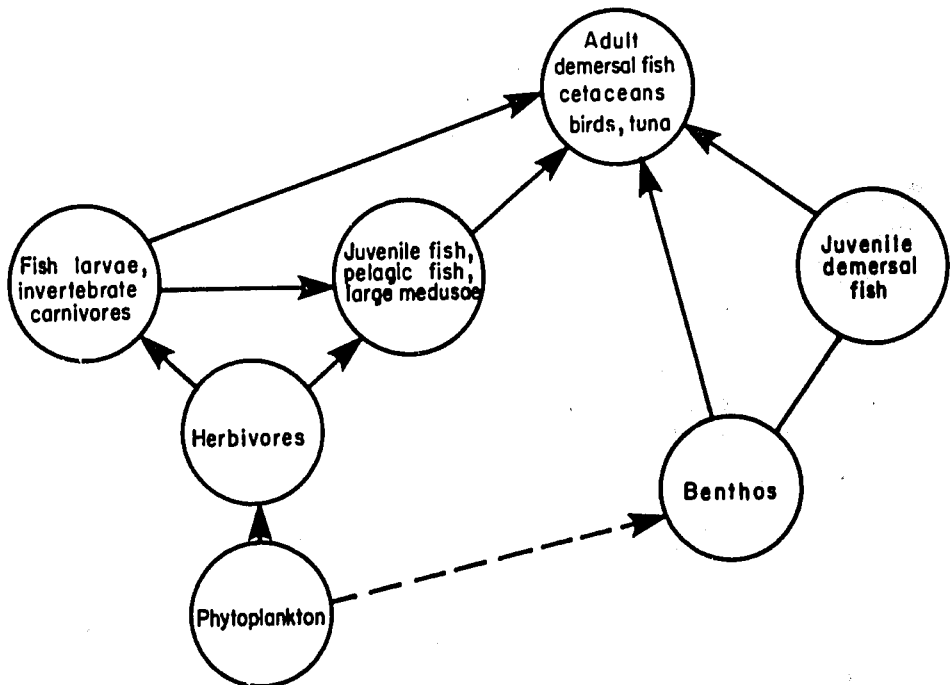 Adult
demersal fish
cetaceans
birds, tuna
Fish larvae,
invertebrate
carnivores
Juvenile fish,
pelagic fish,
large medusae
Juvenile
demersal
fish
Herbivores
Benthos
Phytoplankton